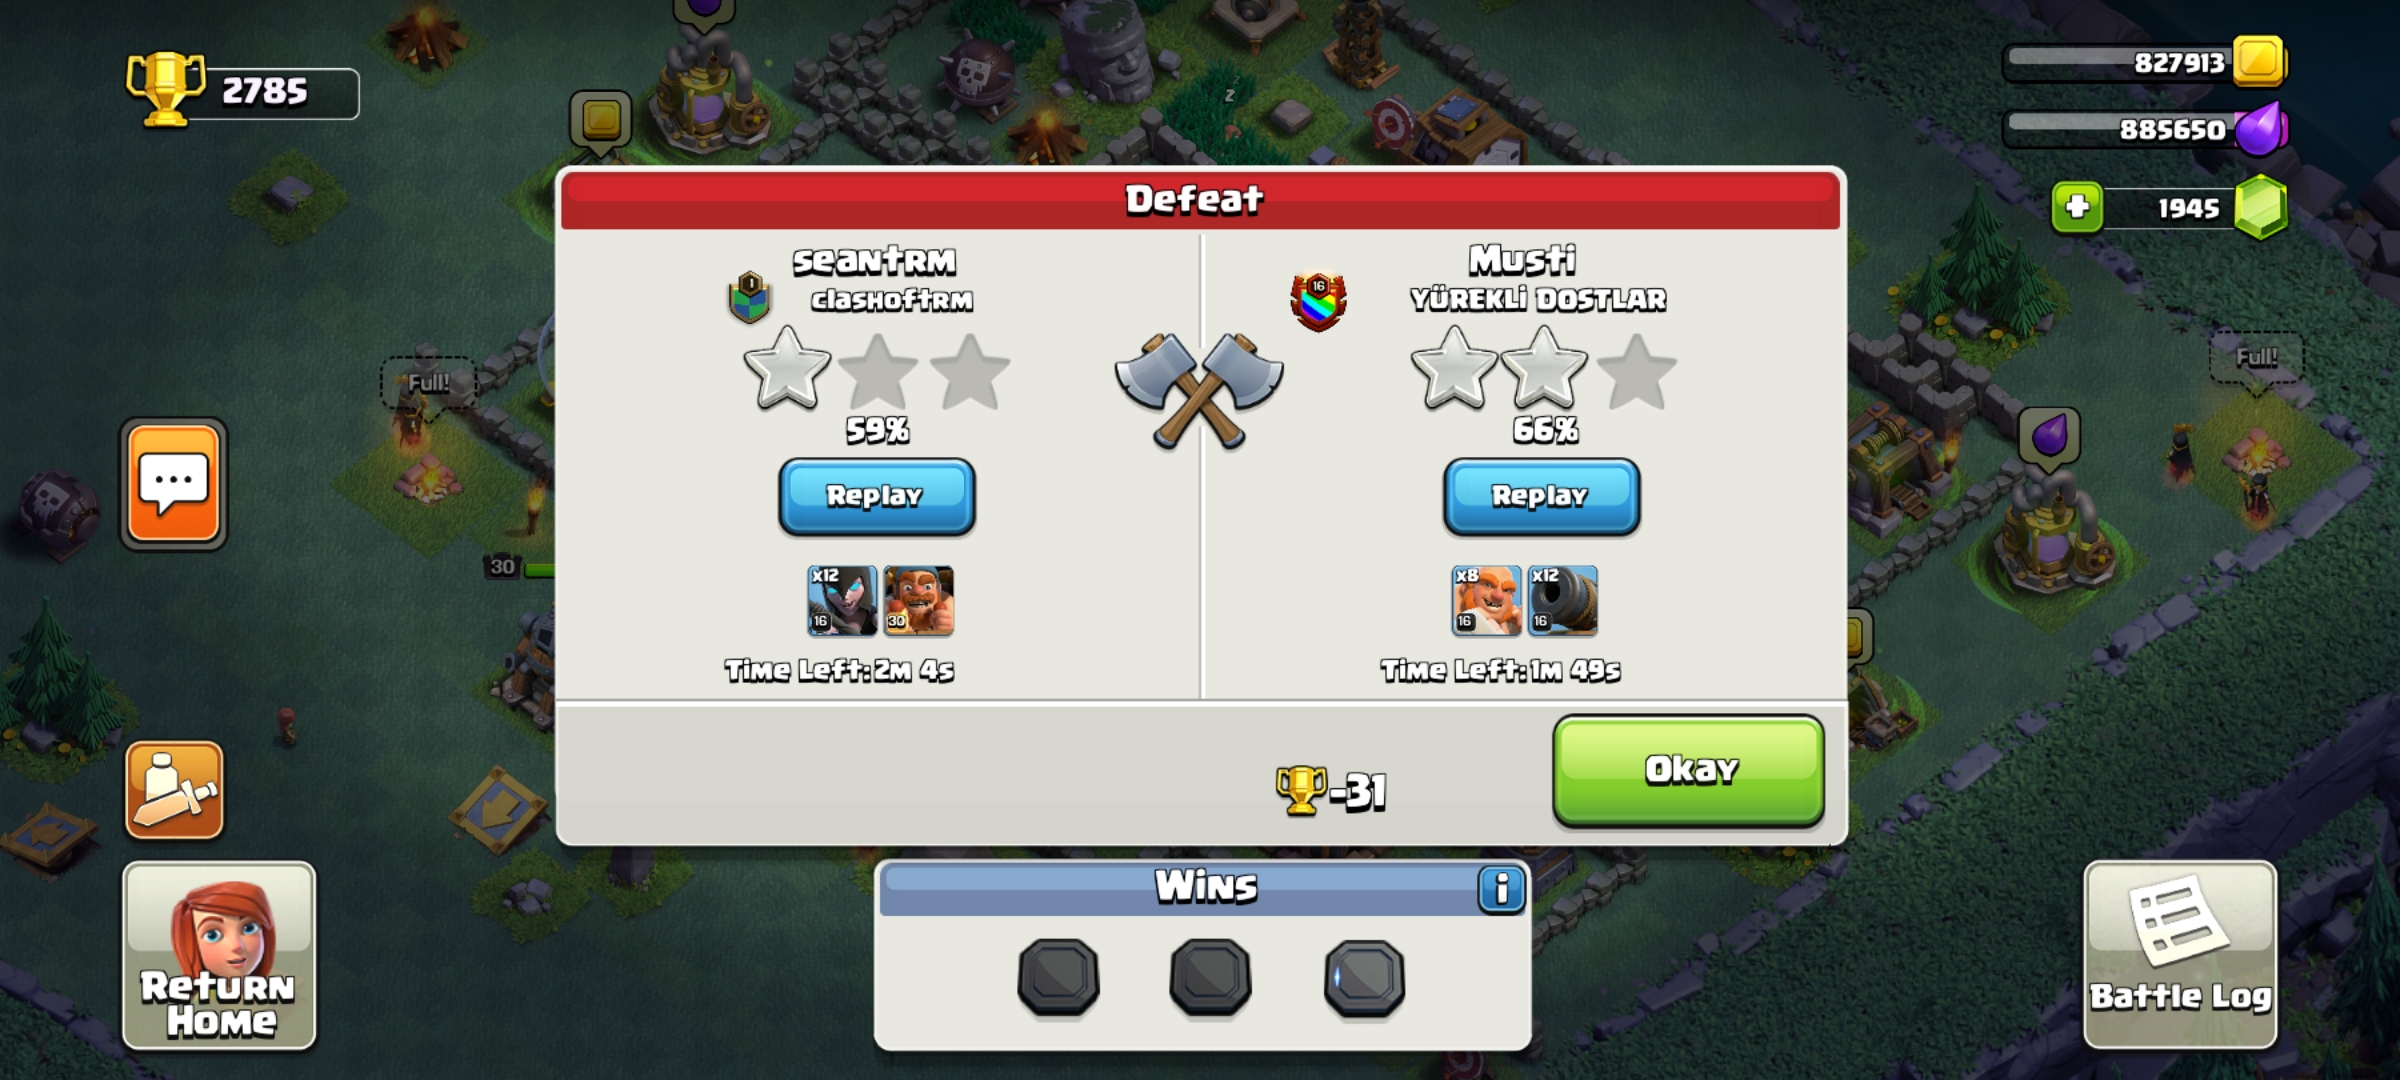 2785
827913
885650
1945
z
z
Defeat
seantrm
clashoftrm
1
59%
Replay
x12
16
30
Time Left:2m 4s
Musti
YÜREKLİ DOSTLAR
16
66%
Replay
x8
16
x12
16
Time Left:1m 49s
Full!
Full!
30
-31
Okay
Wins
i
Return
Home
Battle Log